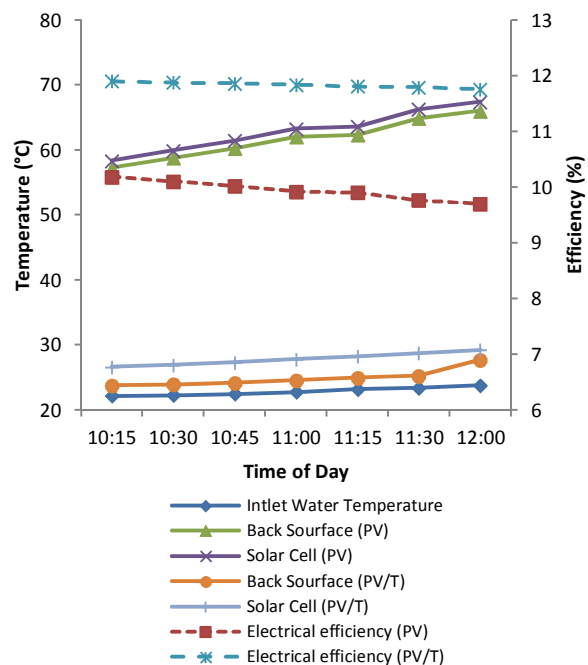 80
70
60
50
40
30
20
Temperature (°C)
13
12
11
10
9
8
7
6
Efficiency (%)
10:15 10:30 10:45 11:00 11:15 11:30 12:00
Time of Day
Intlet Water Temperature
Back Sourface (PV)
Solar Cell (PV)
Back Sourface (PV/T)
Solar Cell (PV/T)
Electrical efficiency (PV)
Electrical efficiency (PV/T)